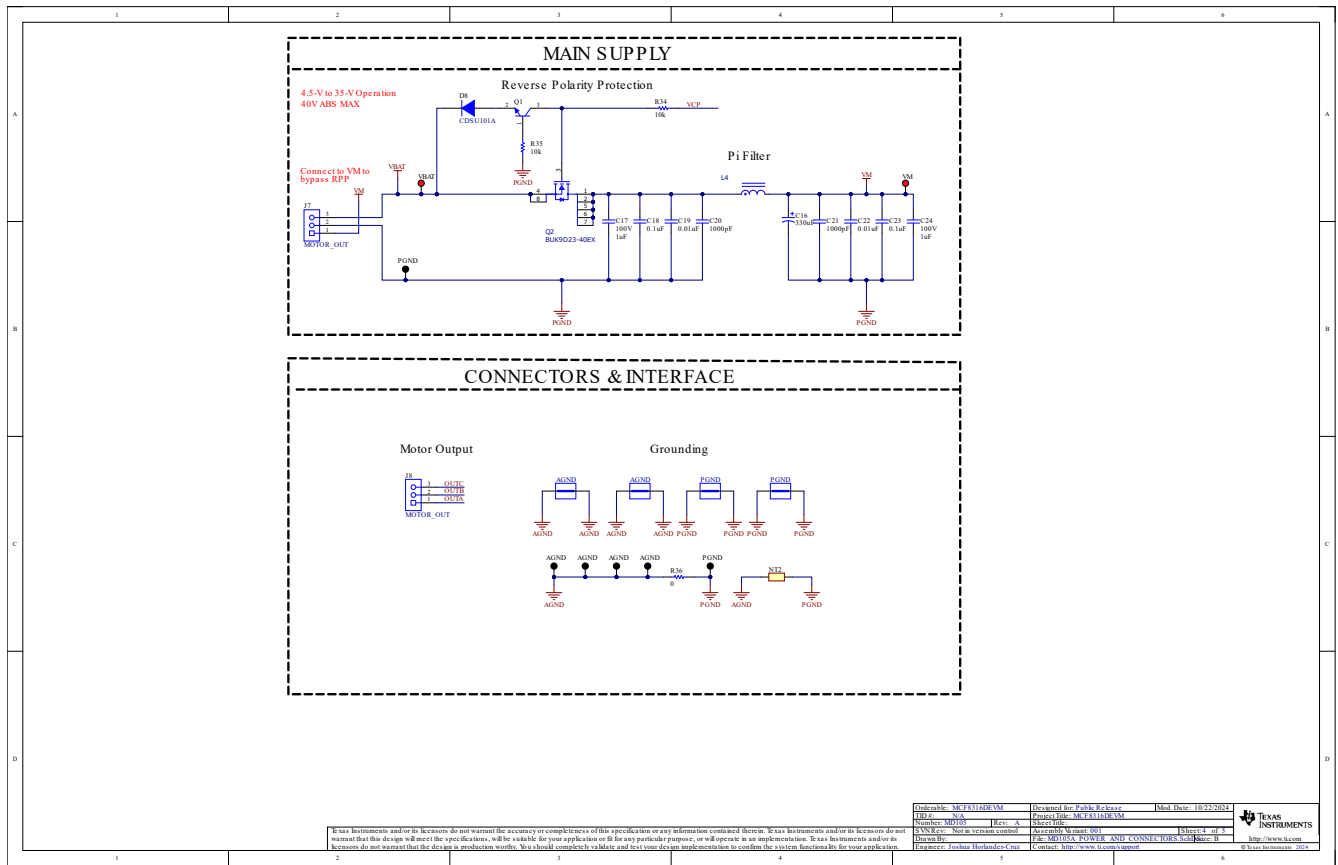 1 2 3 4 5 6
MAIN SUPPLY
Reverse Polarity Protection
4.5-V to 35-V Operation
40V ABS MAX
D8
CDSU101A
2
Q1
3
1
R34
10k
VCP
A
A
R35
10k
PGND
Pi Filter
Connect to VM to
bypass RPP
VM
VBAT
VBAT
3
4
8
1
2
5
6
7
Q2
BUK9D23-40EX
L4
VM
VM
J7
3
2
1
MOTOR_OUT
C17
100V
1uF
C18
0.1uF
C19
0.01uF
C20
1000pF
C16
330uF
C21
1000pF
C22
0.01uF
C23
0.1uF
C24
100V
1uF
PGND
PGND
PGND
B
B
CONNECTORS & INTERFACE
Motor Output
Grounding
J8
3 OUTC
2 OUTB
1 OUTA
MOTOR_OUT
AGND AGND PGND PGND
AGND AGND AGND AGND PGND PGND PGND PGND
C
C
AGND AGND AGND AGND PGND
R36
0
NT2
AGND PGND AGND PGND
D
D
Orderable: MCF8316DEVM
Designed for: Public Release
Mod. Date: 10/22/2024
TID #: N/A
Project Title: MCF8316DEVM
Number: MD105 Rev: A
Sheet Title:
SVN Rev: Not in version control
Assembly Variant: 001
Sheet: 4 of 5
Drawn By:
File: MD105A_POWER_AND_CONNECTORS.SchDoc
Size: B
Engineer: Joshua Horlander-Cruz
Contact: http://www.ti.com/support
TEXAS
INSTRUMENTS
http://www.ti.com
© Texas Instruments 2024
Texas Instruments and/or its licensors do not warrant the accuracy or completeness of this specification or any information contained therein. Texas Instruments and/or its licensors do not
warrant that this design will meet the specifications, will be suitable for your application or fit for any particular purpose, or will operate in an implementation. Texas Instruments and/or its
licensors do not warrant that the design is production worthy. You should completely validate and test your design implementation to confirm the system functionality for your application.
1 2 3 4 5 6